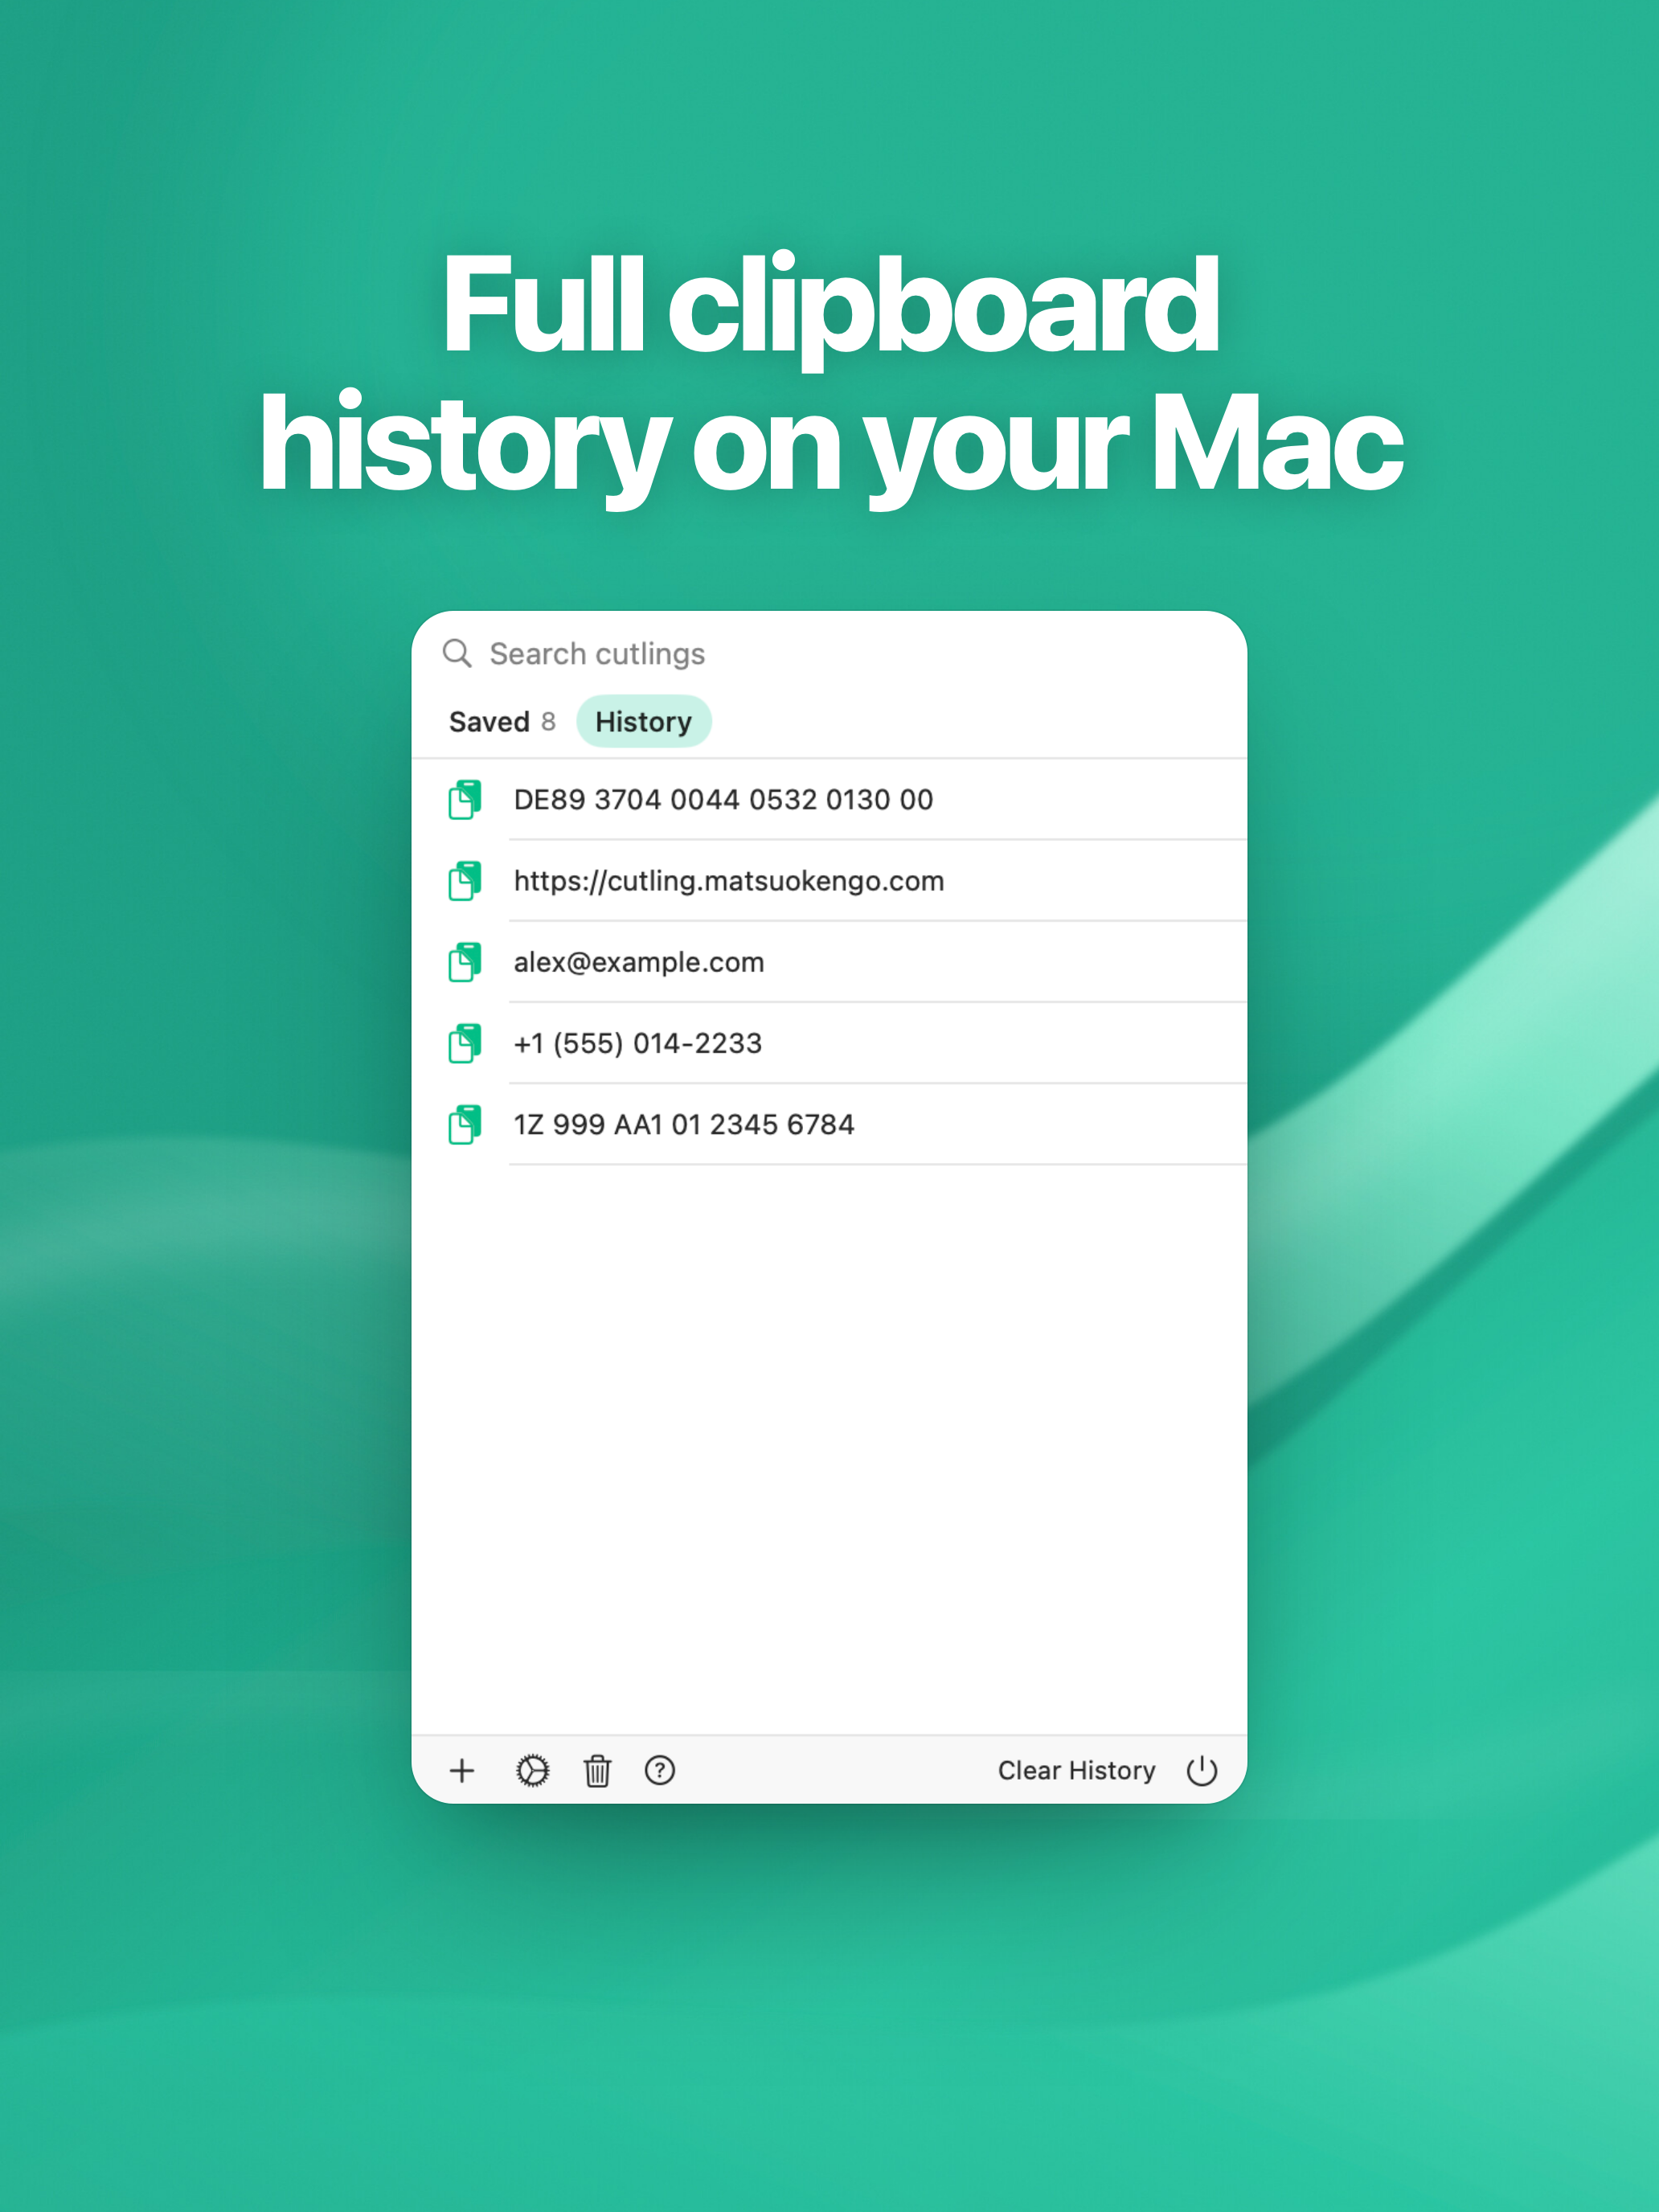 Full clipboard
history on your Mac
Search cutlings
Saved 8 History
DE89 3704 0044 0532 0130 00
https://cutling.matsuokengo.com
alex@example.com
+1 (555) 014-2233
1Z 999 AA1 01 2345 6784
Clear History